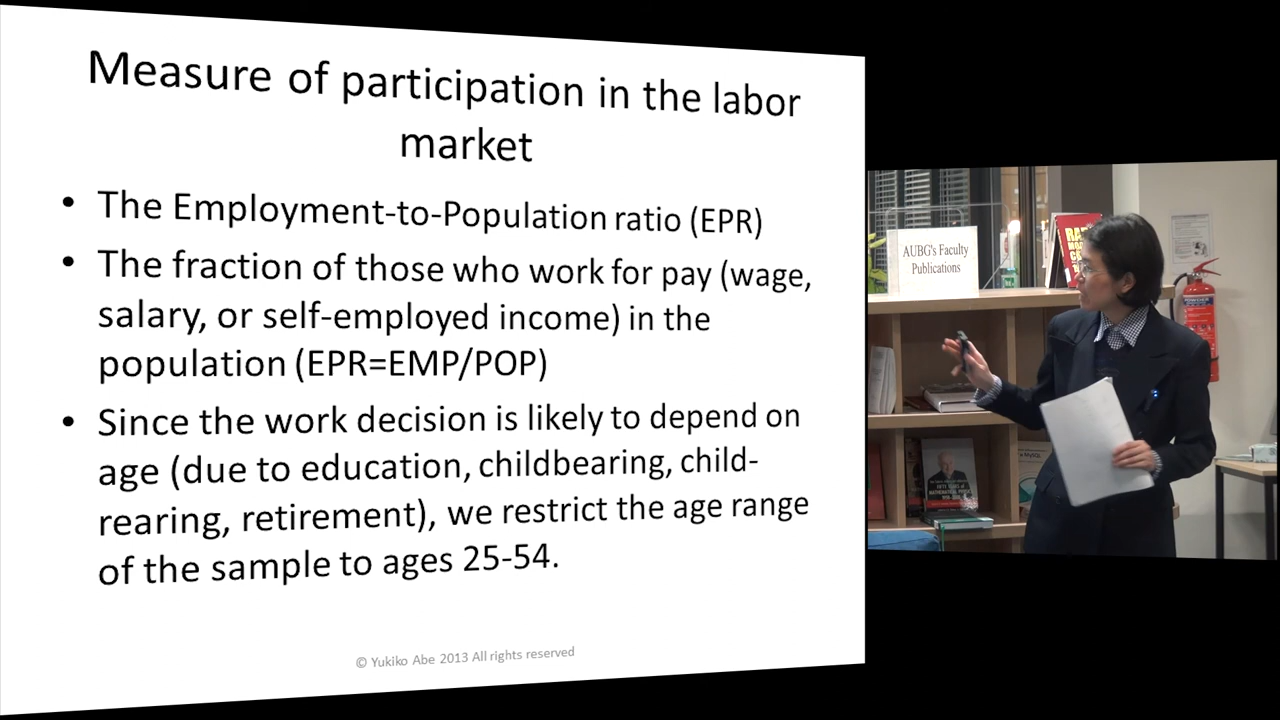 Measure of participation in the labor
market
• The Employment-to-Population ratio (EPR)
• The fraction of those who work for pay (wage,
salary, or self-employed income) in the
population (EPR=EMP/POP)
• Since the work decision is likely to depend on
age (due to education, childbearing, child-
rearing, retirement), we restrict the age range
of the sample to ages 25-54.
© Yukiko Abe 2013 All rights reserved
AUBG's Faculty
Publications